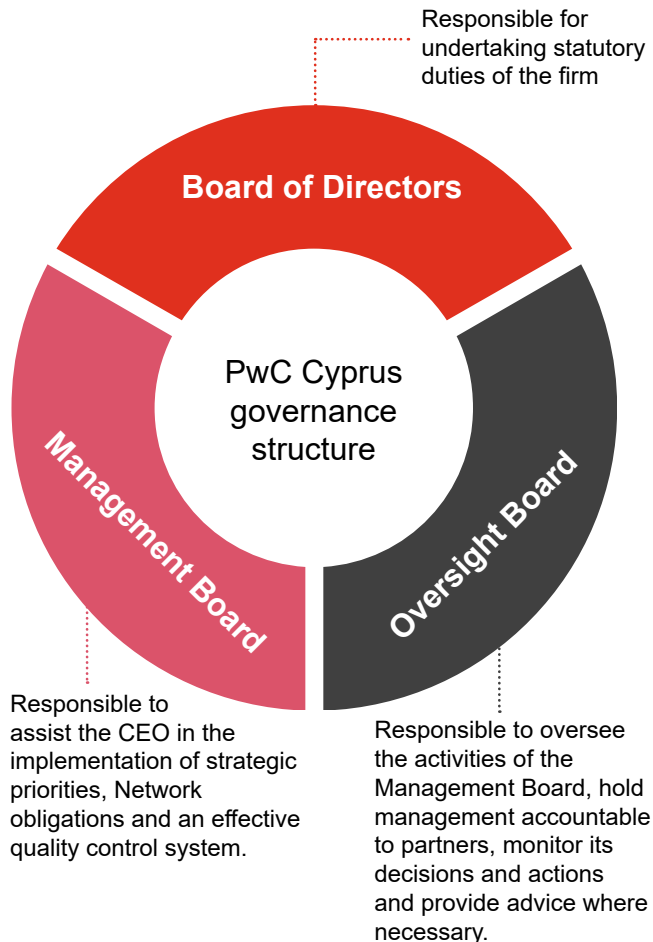 Responsible for
undertaking statutory
duties of the firm
Board of Directors
PwC Cyprus
governance
structure
Management Board
Oversight Board
Responsible to
assist the CEO in the
implementation of strategic
priorities, Network
obligations and an effective
quality control system.
Responsible to oversee
the activities of the
Management Board, hold
management accountable
to partners, monitor its
decisions and actions
and provide advice where
necessary.